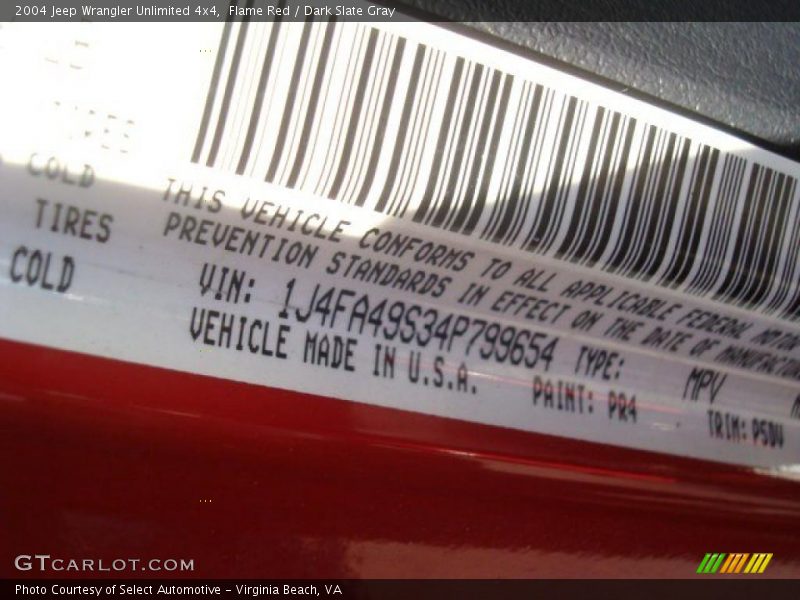 2004 Jeep Wrangler Unlimited 4x4, Flame Red / Dark Slate Gray
COLD
TIRES
COLD
THIS VEHICLE CONFORMS TO ALL APPLICABLE FEDERAL MOTOR
PREVENTION STANDARDS IN EFFECT ON THE DATE OF MANUFACTURE
VIN: 1J4FA49S34P799654 TYPE: MPV
VEHICLE MADE IN U.S.A. PAINT: PR4 TRIM: P5DV
GTCARLOT.COM
Photo Courtesy of Select Automotive - Virginia Beach, VA